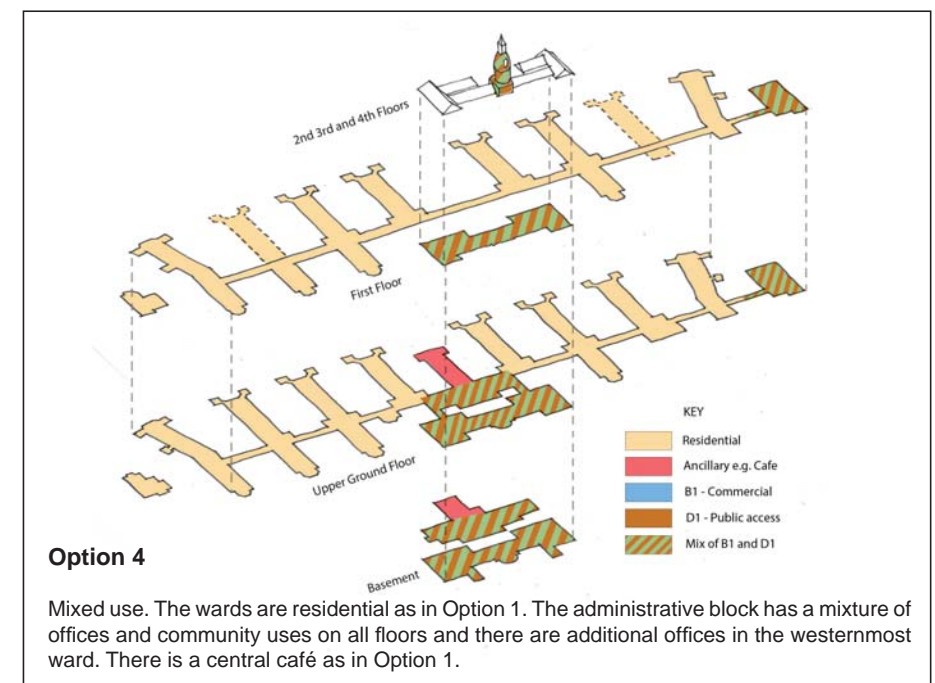 2nd 3rd and 4th Floors
First Floor
Upper Ground Floor
KEY
Residential
Ancillary e.g. Cafe
B1 - Commercial
D1 - Public access
Mix of B1 and D1
Basement
Option 4
Mixed use. The wards are residential as in Option 1. The administrative block has a mixture of
offices and community uses on all floors and there are additional offices in the westernmost
ward. There is a central café as in Option 1.